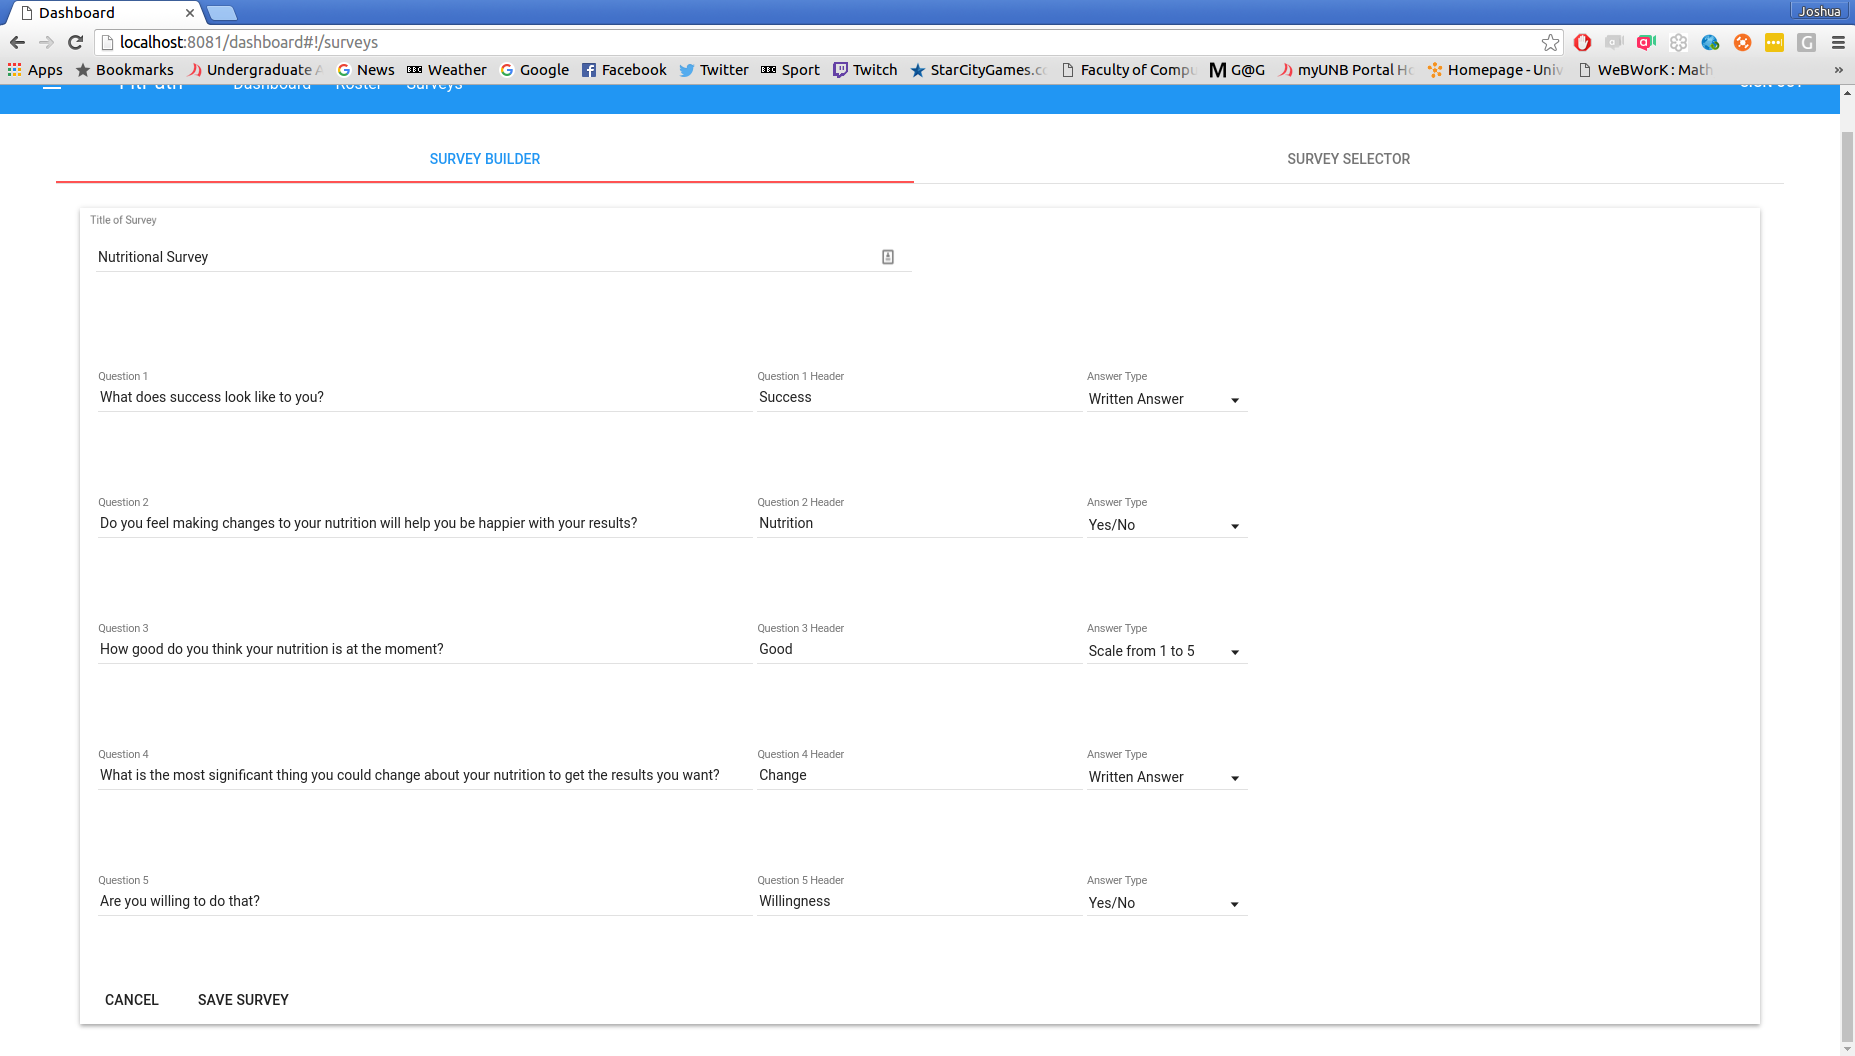 Dashboard
Joshua
localhost:8081/dashboard#!/surveys
Apps Bookmarks Undergraduate News Weather Google Facebook Twitter Sport Twitch StarCityGames.c Faculty of Compu G@G myUNB Portal H Homepage - Univ WeBWorK : Math »
FitPath Dashboard Roster Surveys SIGN OUT
SURVEY BUILDER SURVEY SELECTOR
Title of Survey
Nutritional Survey
Question 1 Question 1 Header Answer Type
What does success look like to you? Success Written Answer
Question 2 Question 2 Header Answer Type
Do you feel making changes to your nutrition will help you be happier with your results? Nutrition Yes/No
Question 3 Question 3 Header Answer Type
How good do you think your nutrition is at the moment? Good Scale from 1 to 5
Question 4 Question 4 Header Answer Type
What is the most significant thing you could change about your nutrition to get the results you want? Change Written Answer
Question 5 Question 5 Header Answer Type
Are you willing to do that? Willingness Yes/No
CANCEL SAVE SURVEY